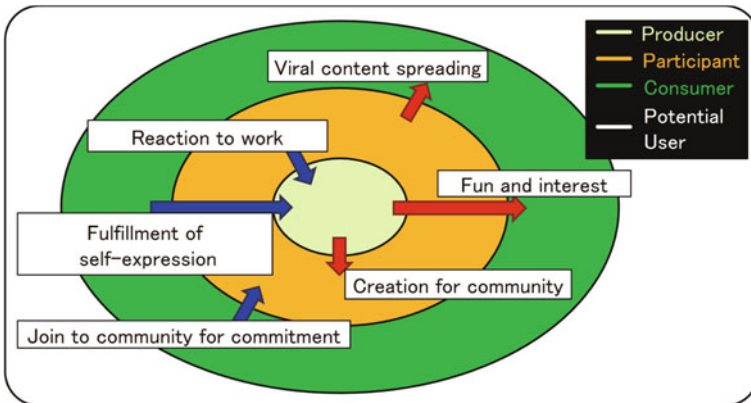 Producer
Participant
Consumer
Potential
User
Viral content spreading
Reaction to work
Fun and interest
Fulfillment of
self-expression
Creation for community
Join to community for commitment